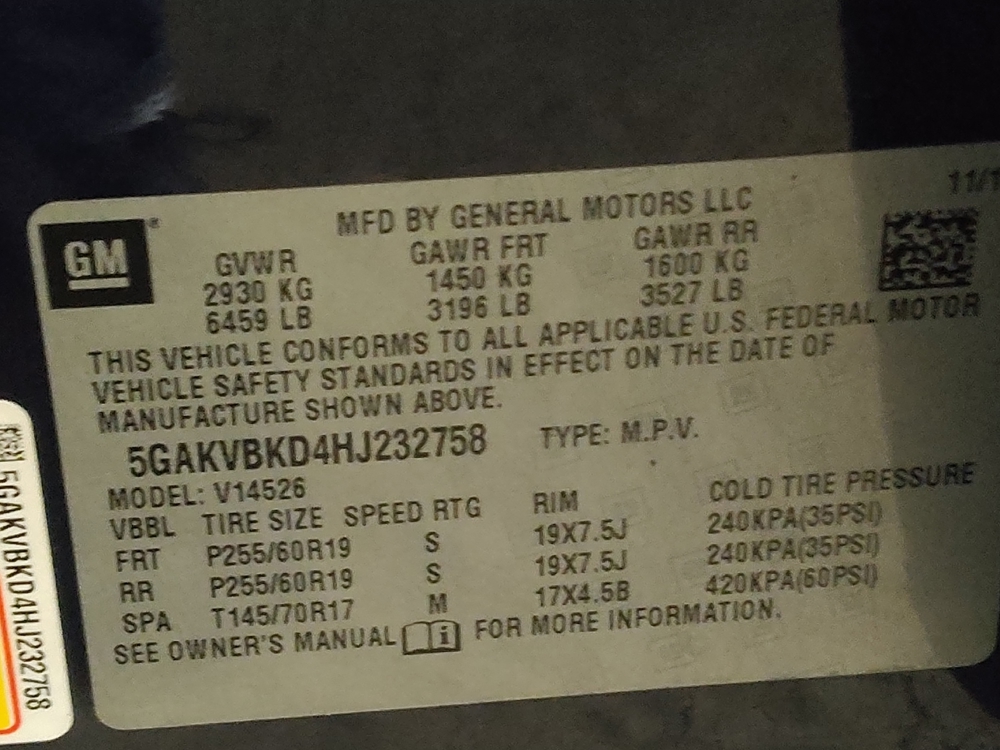 11/1
GM
MFD BY GENERAL MOTORS LLC
GVWR GAWR FRT GAWR RR
2930 KG 1450 KG 1600 KG
6459 LB 3196 LB 3527 LB
THIS VEHICLE CONFORMS TO ALL APPLICABLE U.S. FEDERAL MOTOR
VEHICLE SAFETY STANDARDS IN EFFECT ON THE DATE OF
MANUFACTURE SHOWN ABOVE.
5GAKVBKD4HJ232758 TYPE: M.P.V.
MODEL: V14526
VBBL TIRE SIZE SPEED RTG RIM COLD TIRE PRESSURE
FRT P255/60R19 S 19X7.5J 240KPA(35PSI)
RR P255/60R19 S 19X7.5J 240KPA(35PSI)
SPA T145/70R17 M 17X4.5B 420KPA(60PSI)
SEE OWNER'S MANUAL i FOR MORE INFORMATION.
5GAKVBKD4HJ232758